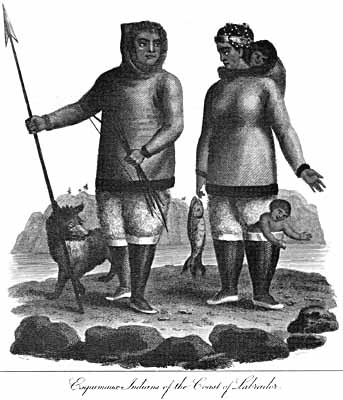 Esquimaux Indians of the Coast of Labrador.